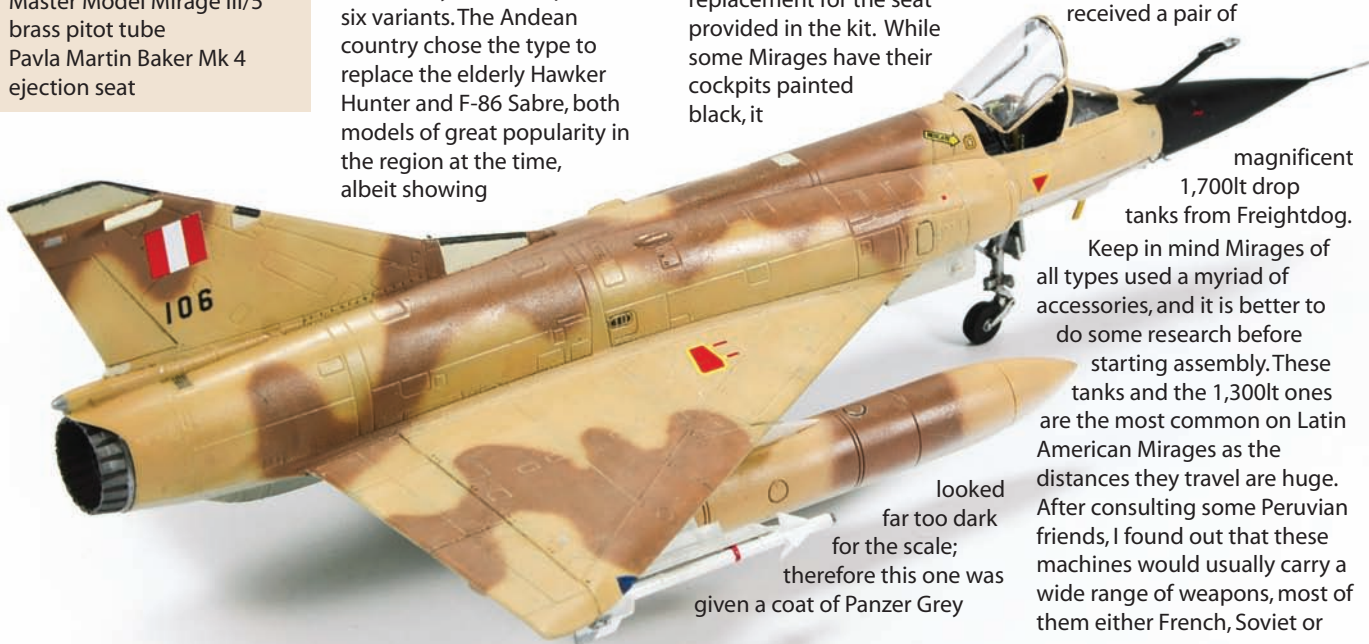 Master Model Mirage III/5
brass pitot tube
Pavla Martin Baker Mk 4
ejection seat
six variants. The Andean
country chose the type to
replace the elderly Hawker
Hunter and F-86 Sabre, both
models of great popularity in
the region at the time,
albeit showing
replacement for the seat
provided in the kit. While
some Mirages have their
cockpits painted
black, it
looked
far too dark
for the scale;
therefore this one was
given a coat of Panzer Grey
received a pair of
magnificent
1,700lt drop
tanks from Freightdog.
Keep in mind Mirages of
all types used a myriad of
accessories, and it is better to
do some research before
starting assembly. These
tanks and the 1,300lt ones
are the most common on Latin
American Mirages as the
distances they travel are huge.
After consulting some Peruvian
friends, I found out that these
machines would usually carry a
wide range of weapons, most of
them either French, Soviet or
106